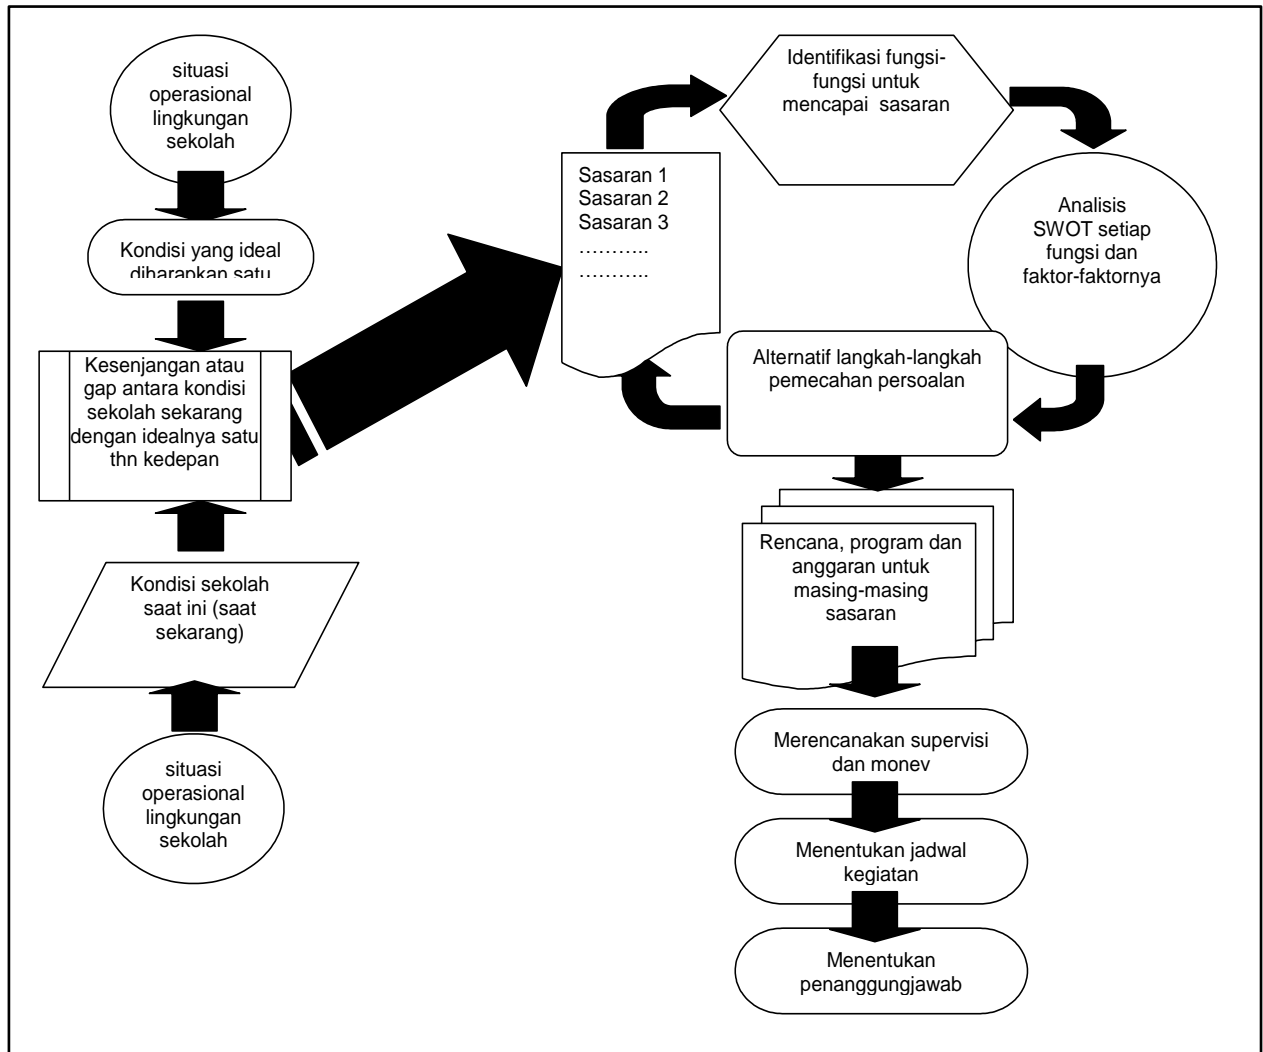 situasi
operasional
lingkungan
sekolah
Kondisi yang ideal
diharapkan satu
Kesenjangan atau
gap antara kondisi
sekolah sekarang
dengan idealnya satu
thn kedepan
Kondisi sekolah
saat ini (saat
sekarang)
situasi
operasional
lingkungan
sekolah
Sasaran 1
Sasaran 2
Sasaran 3
………..
………..
Identifikasi fungsi-
fungsi untuk
mencapai sasaran
Analisis
SWOT setiap
fungsi dan
faktor-faktornya
Alternatif langkah-langkah
pemecahan persoalan
Rencana, program dan
anggaran untuk
masing-masing
sasaran
Merencanakan supervisi
dan monev
Menentukan jadwal
kegiatan
Menentukan
penanggungjawab